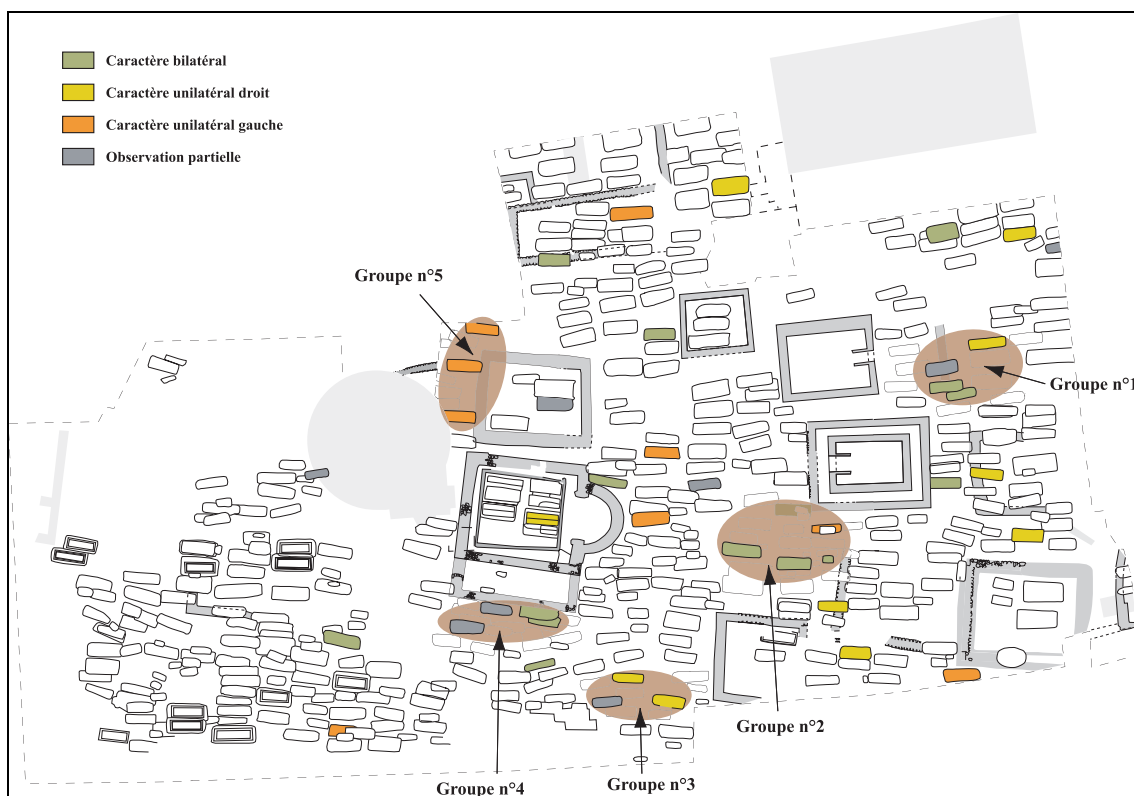 Caractère bilatéral
Caractère unilatéral droit
Caractère unilatéral gauche
Observation partielle
Groupe n°5
Groupe n°1
Groupe n°2
Groupe n°3
Groupe n°4